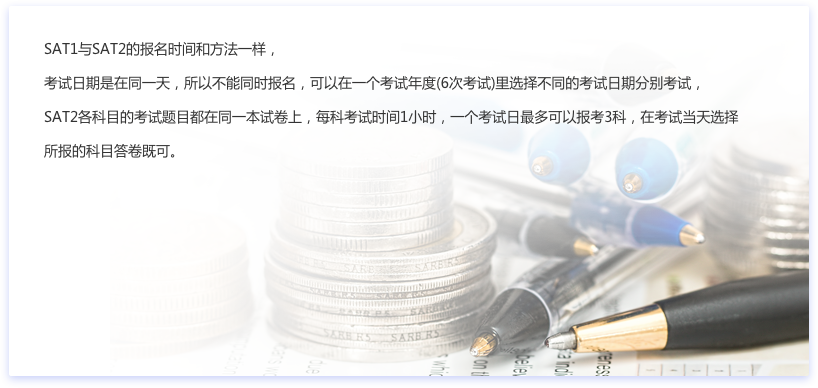 SAT1与SAT2的报名时间和方法一样，
考试日期是在同一天，所以不能同时报名，可以在一个考试年度(6次考试)里选择不同的考试日期分别考试，
SAT2各科目的考试题目都在同一本试卷上，每科考试时间1小时，一个考试日最多可以报考3科，在考试当天选择
所报的科目答卷既可。